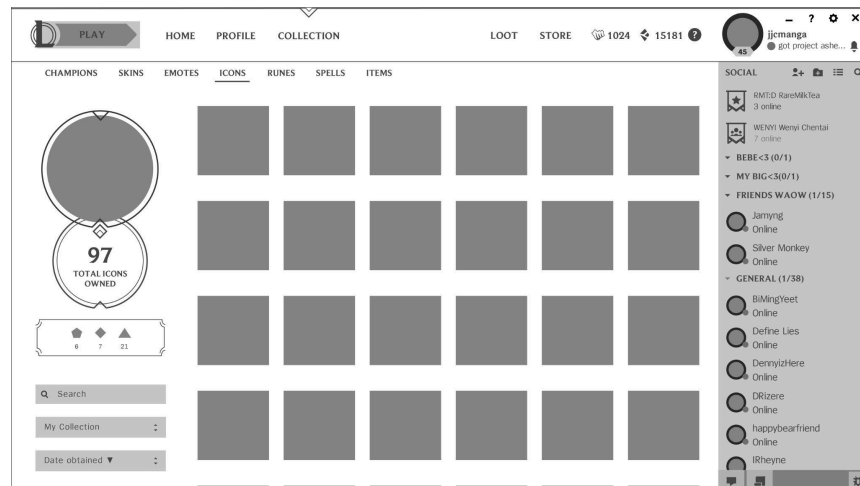 PLAY
HOME PROFILE COLLECTION LOOT STORE 1024 15181 ?
45
jjcmanga
got project ashe...
?
CHAMPIONS SKINS EMOTES ICONS RUNES SPELLS ITEMS
97
TOTAL ICONS
OWNED
6 7 21
Search
My Collection
Date obtained ▼
SOCIAL
RMT:D RareMilkTea
3 online
WENYI Wenyi Chentai
7 online
BEBE<3 (0/1)
MY BIG<3(0/1)
FRIENDS WAOW (1/15)
Jamyng
Online
Silver Monkey
Online
GENERAL (1/38)
BiMingYeet
Online
Define Lies
Online
DennyizHere
Online
DRizere
Online
happybearfriend
Online
IRheyne